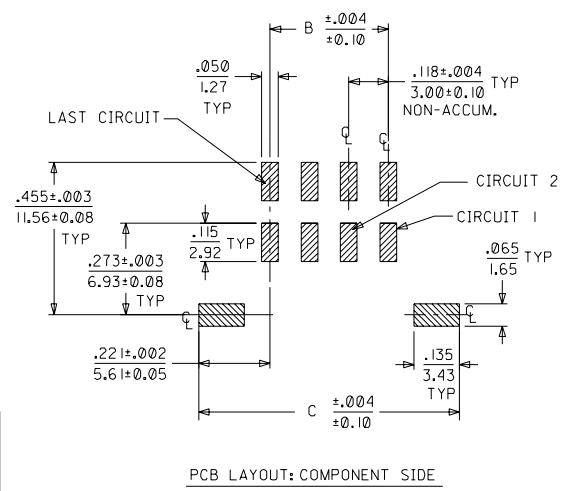 B ±.004
±0.10
.050
1.27
TYP
.118±.004
3.00±0.10
TYP
NON-ACCUM.
LAST CIRCUIT
℄
℄
.455±.003
11.56±0.08
TYP
CIRCUIT 2
CIRCUIT 1
.115
2.92
TYP
.273±.003
6.93±0.08
TYP
.065
1.65
TYP
℄
℄
.221±.002
5.61±0.05
.135
3.43
TYP
C ±.004
±0.10
PCB LAYOUT: COMPONENT SIDE